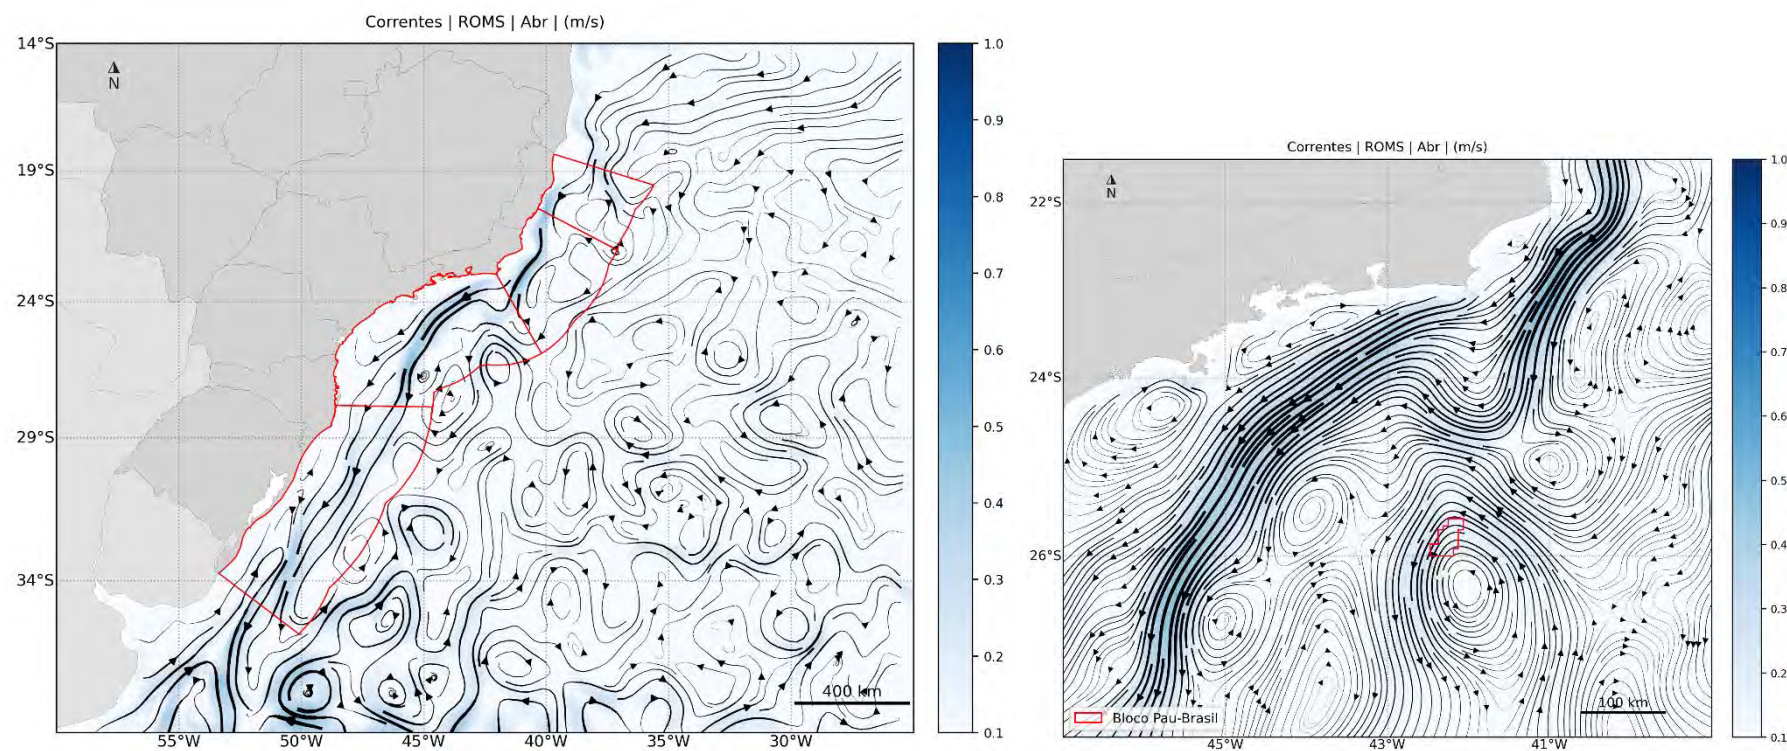 Correntes | ROMS | Abr | (m/s)
14°S
19°S
24°S
29°S
34°S
N
55°W
50°W
45°W
40°W
35°W
30°W
400 km
1.0
0.9
0.8
0.7
0.6
0.5
0.4
0.3
0.2
0.1
Correntes | ROMS | Abr | (m/s)
22°S
24°S
26°S
N
Bloco Pau-Brasil
45°W
43°W
41°W
100 km
1.0
0.9
0.8
0.7
0.6
0.5
0.4
0.3
0.2
0.1